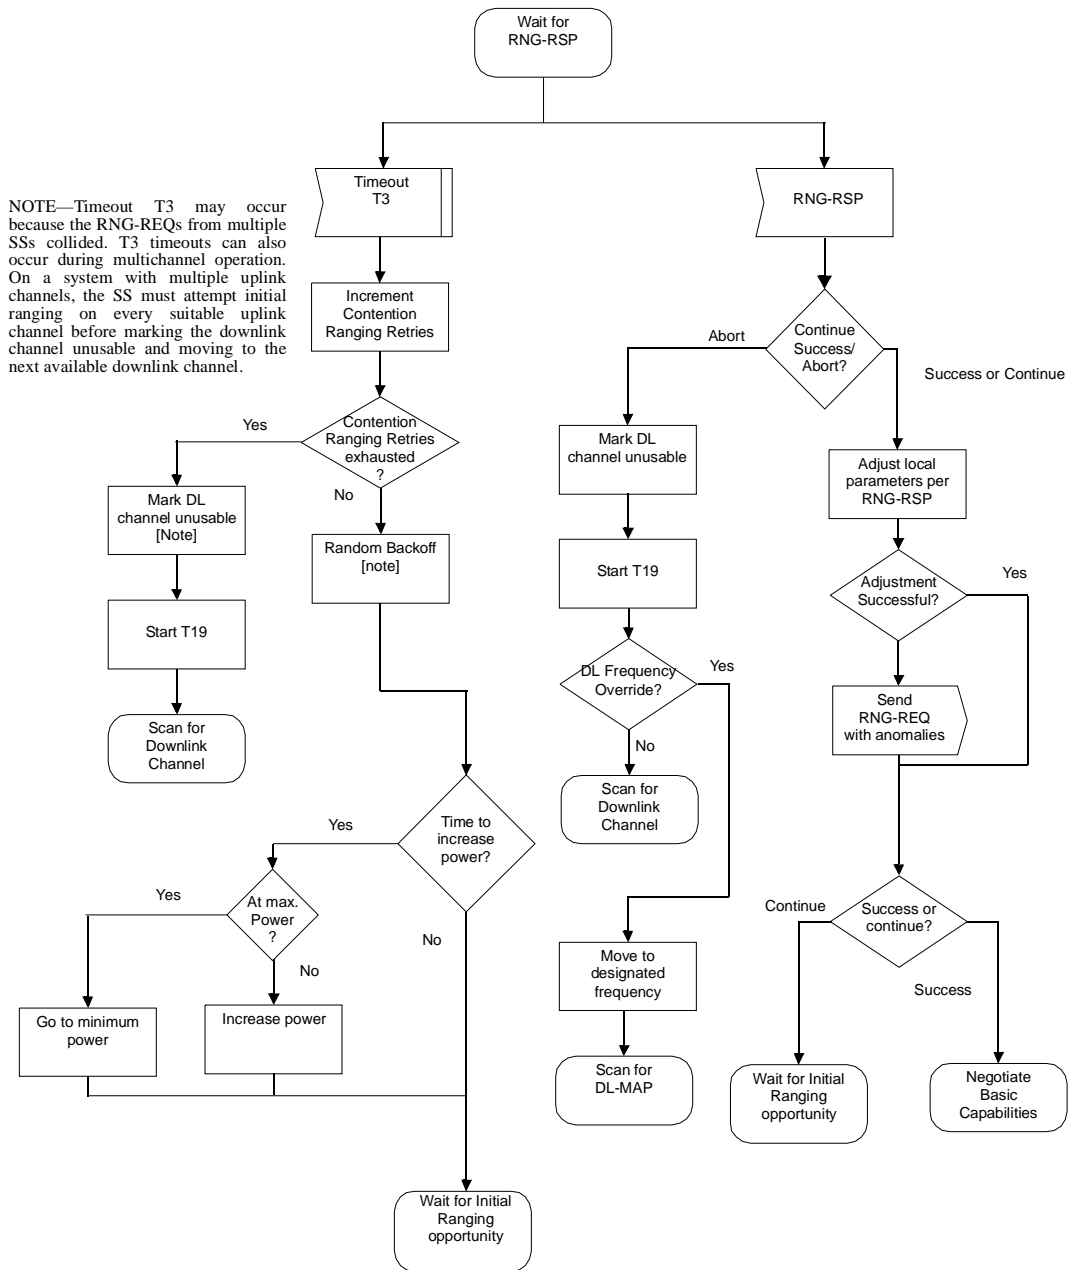 Wait for
RNG-RSP
Timeout
T3
RNG-RSP
NOTE—Timeout T3 may occur
because the RNG-REQs from multiple
SSs collided. T3 timeouts can also
occur during multichannel operation.
On a system with multiple uplink
channels, the SS must attempt initial
ranging on every suitable uplink
channel before marking the downlink
channel unusable and moving to the
next available downlink channel.
Increment
Contention
Ranging Retries
Continue
Success/
Abort?
Abort
Success or Continue
Contention
Ranging Retries
exhausted
?
Yes
No
Mark DL
channel unusable
Adjust local
parameters per
RNG-RSP
Mark DL
channel unusable
[Note]
Random Backoff
[note]
Start T19
Adjustment
Successful?
Yes
Start T19
DL Frequency
Override?
Yes
No
Send
RNG-REQ
with anomalies
Scan for
Downlink
Channel
Scan for
Downlink
Channel
Time to
increase
power?
Yes
No
At max.
Power
?
Yes
No
Success or
continue?
Continue
Success
Move to
designated
frequency
Go to minimum
power
Increase power
Scan for
DL-MAP
Wait for Initial
Ranging
opportunity
Negotiate
Basic
Capabilities
Wait for Initial
Ranging
opportunity